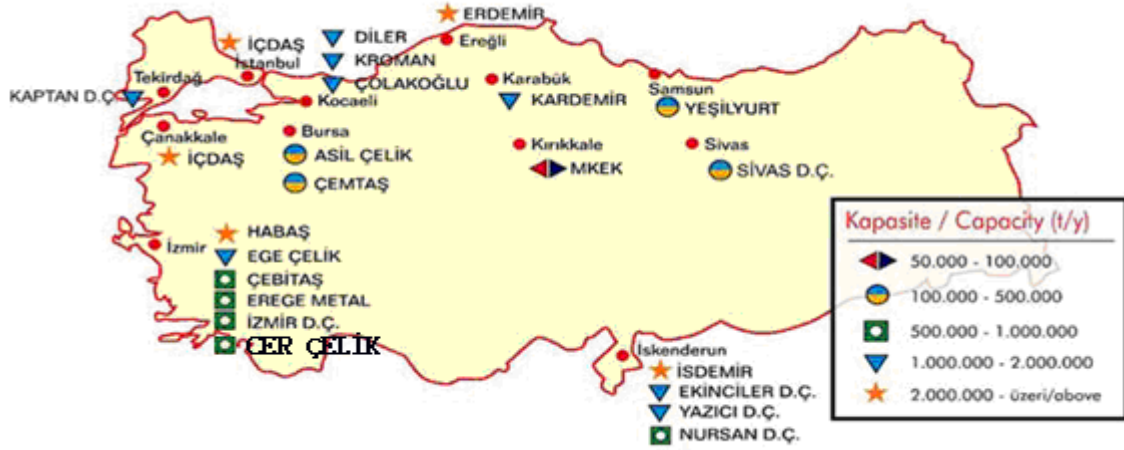 ERDEMİR
Ereğli
İÇDAŞ
İstanbul
DİLER
KROMAN
ÇOLAKOĞLU
Kocaeli
Tekirdağ
KAPTAN D.Ç.
Karabük
KARDEMİR
Samsun
YEŞİLYURT
Çanakkale
İÇDAŞ
Bursa
ASİL ÇELİK
ÇEMTAŞ
Kırıkkale
MKEK
Sivas
SİVAS D.Ç.
İzmir
HABAŞ
EGE ÇELİK
ÇEBİTAŞ
EREGE METAL
İZMİR D.Ç.
CER ÇELİK
İskenderun
İSDEMİR
EKİNCİLER D.Ç.
YAZICI D.Ç.
NURSAN D.Ç.
Kapasite / Capacity (t/y)
50.000 - 100.000
100.000 - 500.000
500.000 - 1.000.000
1.000.000 - 2.000.000
2.000.000 - üzeri/above